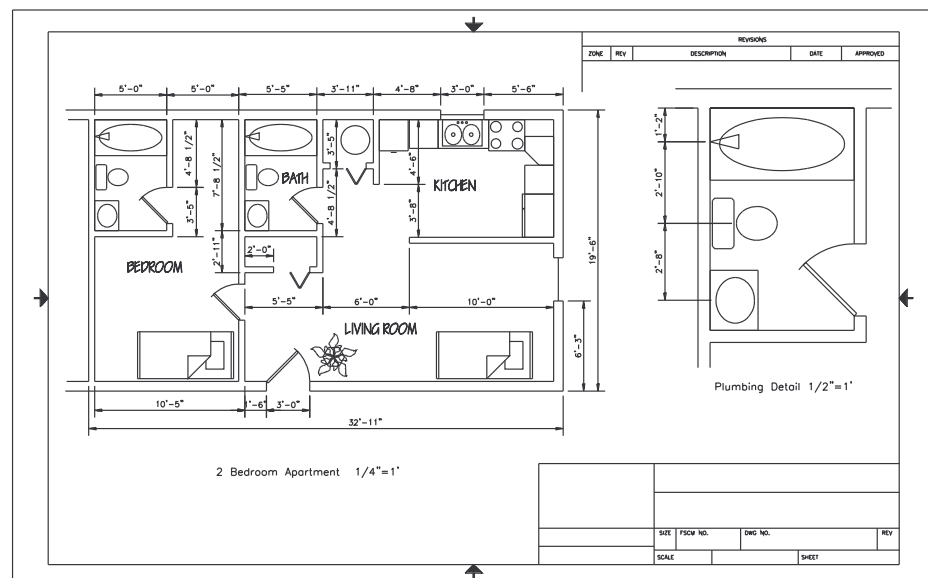 REVISIONS
ZONE REV DESCRIPTION DATE APPROVED
5'-0" 5'-0" 5'-5" 3'-11" 4'-8" 3'-0" 5'-6"
1'-2"
3'-5"
4'-8 1/2"
7'-8 1/2"
4'-6"
BATH
KITCHEN
2'-10"
4'-8 1/2"
3'-5"
3'-8"
2'-11"
2'-0"
19'-6"
2'-8"
BEDROOM
5'-5" 6'-0" 10'-0"
LIVING ROOM
6'-3"
Plumbing Detail 1/2"=1'
10'-5" 1'-6" 3'-0"
32'-11"
2 Bedroom Apartment 1/4"=1'
SIZE FSCM NO. DWG NO. REV
SCALE SHEET